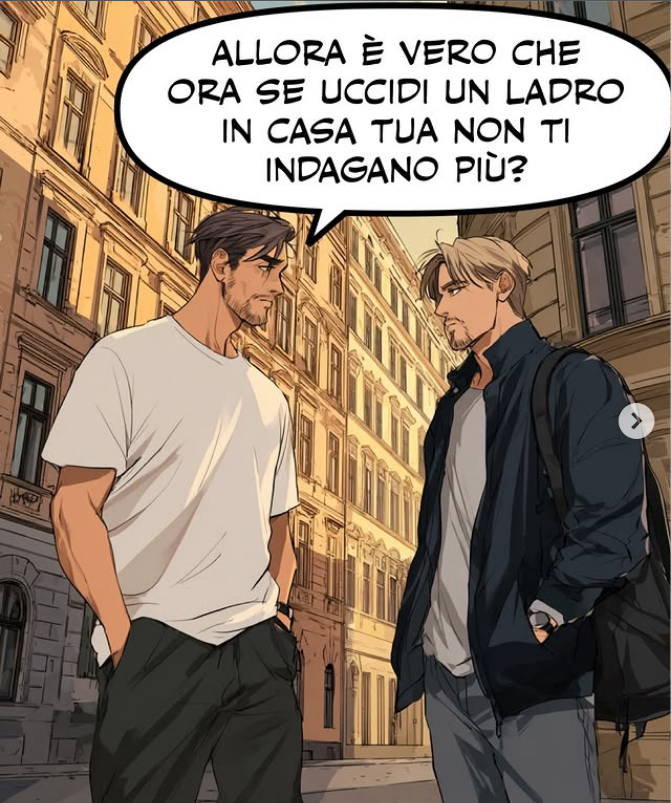 ALLORA È VERO CHE
ORA SE UCCIDI UN LADRO
IN CASA TUA NON TI
INDAGANO PIÙ?